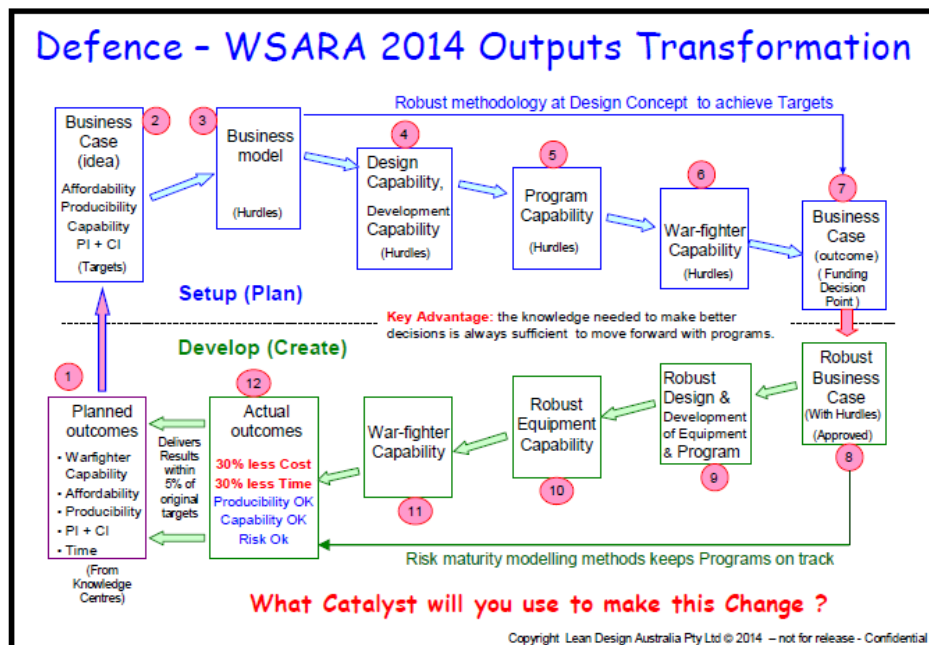 Defence – WSARA 2014 Outputs Transformation
Robust methodology at Design Concept to achieve Targets
2
Business
Case
(idea)
Affordability
Producibility
Capability
PI + CI
(Targets)
3
Business
model
(Hurdles)
4
Design
Capability,
Development
Capability
(Hurdles)
5
Program
Capability
(Hurdles)
6
War-fighter
Capability
(Hurdles)
7
Business
Case
(outcome)
( Funding
Decision
Point )
Setup (Plan)
Key Advantage: the knowledge needed to make better
decisions is always sufficient to move forward with programs.
Develop (Create)
1
Planned
outcomes
• Warfighter
Capability
• Affordability
• Producibility
• PI + CI
• Time
(From
Knowledge
Centres)
Delivers
Results
within
5% of
original
targets
12
Actual
outcomes
30% less Cost
30% less Time
Producibility OK
Capability OK
Risk Ok
War-fighter
Capability
11
Robust
Equipment
Capability
10
Robust
Design &
Development
of Equipment
& Program
9
Robust
Business
Case
(With Hurdles)
(Approved)
8
Risk maturity modelling methods keeps Programs on track
What Catalyst will you use to make this Change ?
Copyright Lean Design Australia Pty Ltd © 2014 – not for release - Confidential